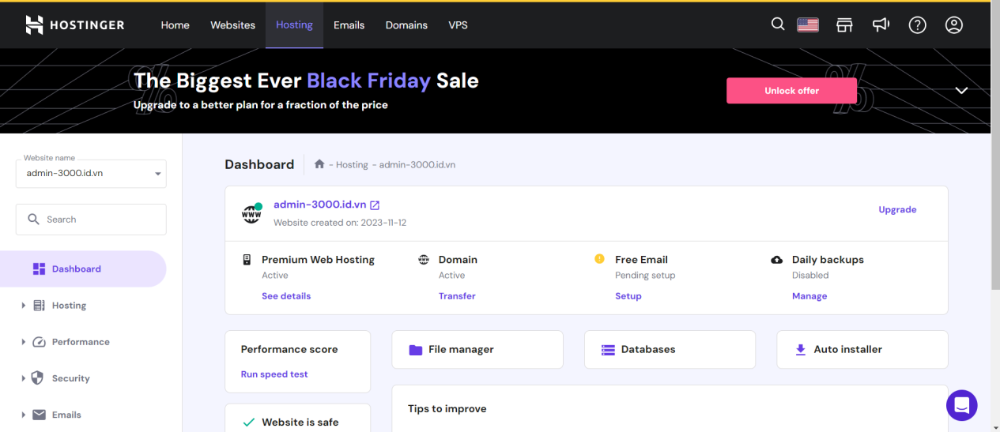 HOSTINGER Home Websites Hosting Emails Domains VPS
The Biggest Ever Black Friday Sale
Upgrade to a better plan for a fraction of the price
Unlock offer
Website name
admin-3000.id.vn
Search
Dashboard
Hosting
Performance
Security
Emails
Dashboard - Hosting - admin-3000.id.vn
www
admin-3000.id.vn
Website created on: 2023-11-12
Upgrade
Premium Web Hosting
Active
See details
Domain
Active
Transfer
Free Email
Pending setup
Setup
Daily backups
Disabled
Manage
Performance score
Run speed test
File manager
Databases
Auto installer
Website is safe
Tips to improve